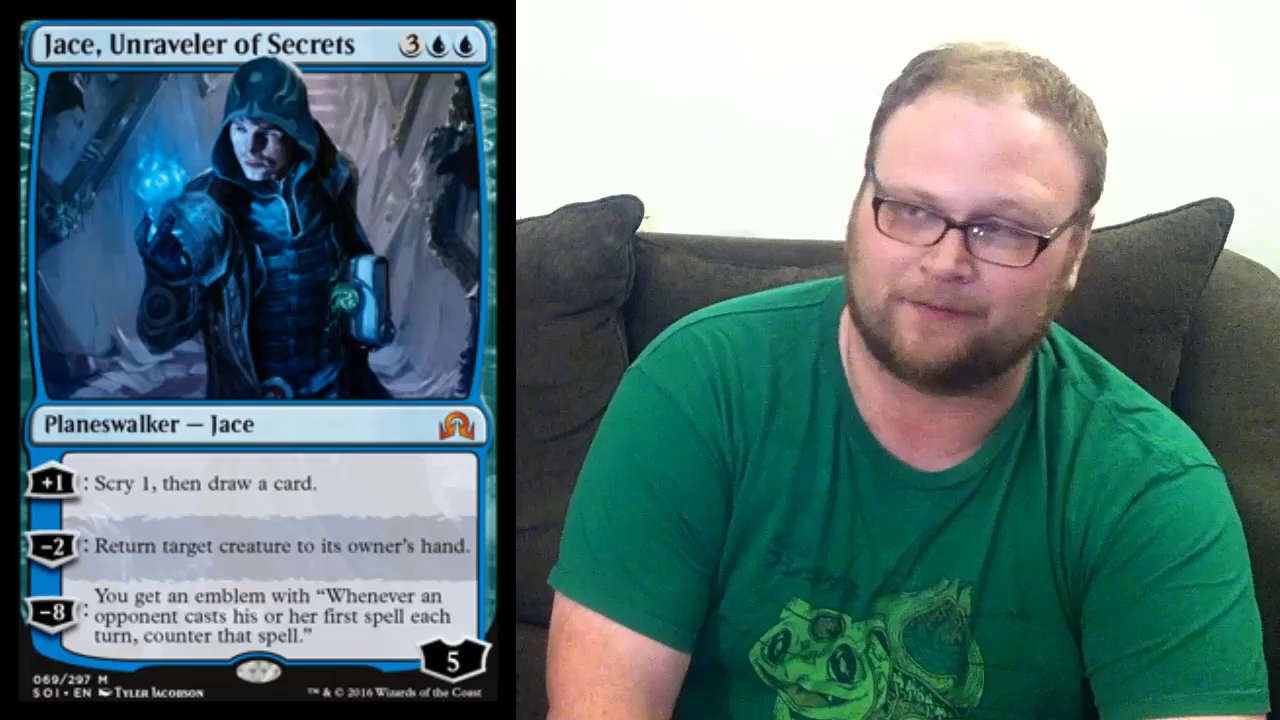 Jace, Unraveler of Secrets 3
Planeswalker — Jace
+1 : Scry 1, then draw a card.
−2 : Return target creature to its owner's hand.
−8 : You get an emblem with “Whenever an
opponent casts his or her first spell each
turn, counter that spell.”
5
069/297 M
SOI • EN Tyler Jacobson
™ & © 2016 Wizards of the Coast